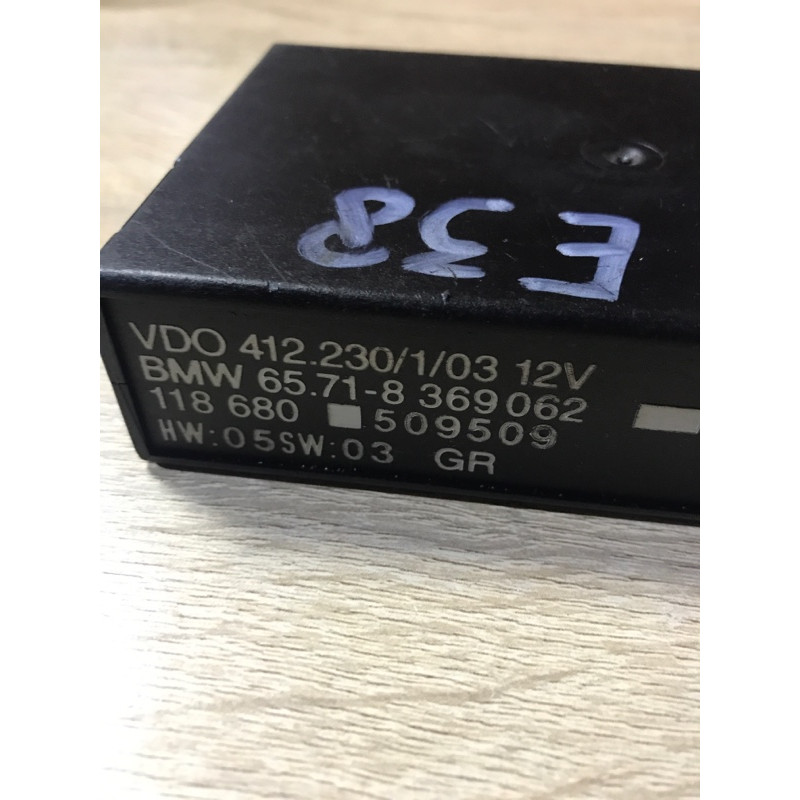 E38
VDO 412.230/1/03 12V
BMW 65.71-8 369062
118 680 509509
HW:05SW:03 GR